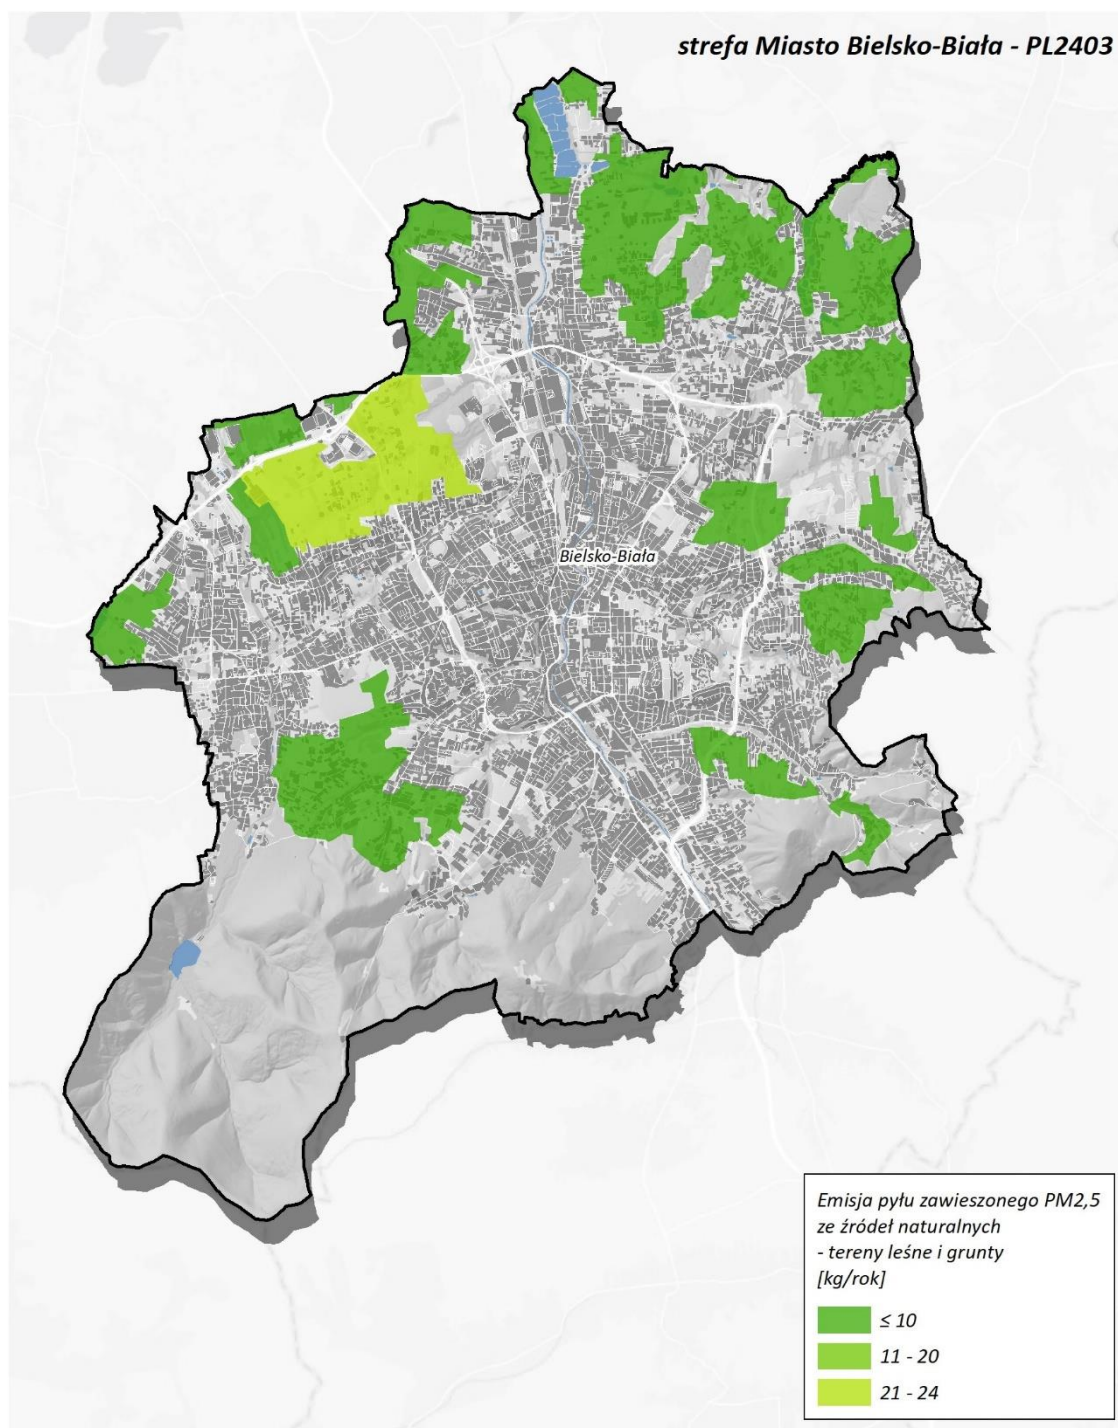 strefa Miasto Bielsko-Biała - PL2403
Bielsko-Biała
Emisja pyłu zawieszonego PM2,5
ze źródeł naturalnych
- tereny leśne i grunty
[kg/rok]
≤ 10
11 - 20
21 - 24